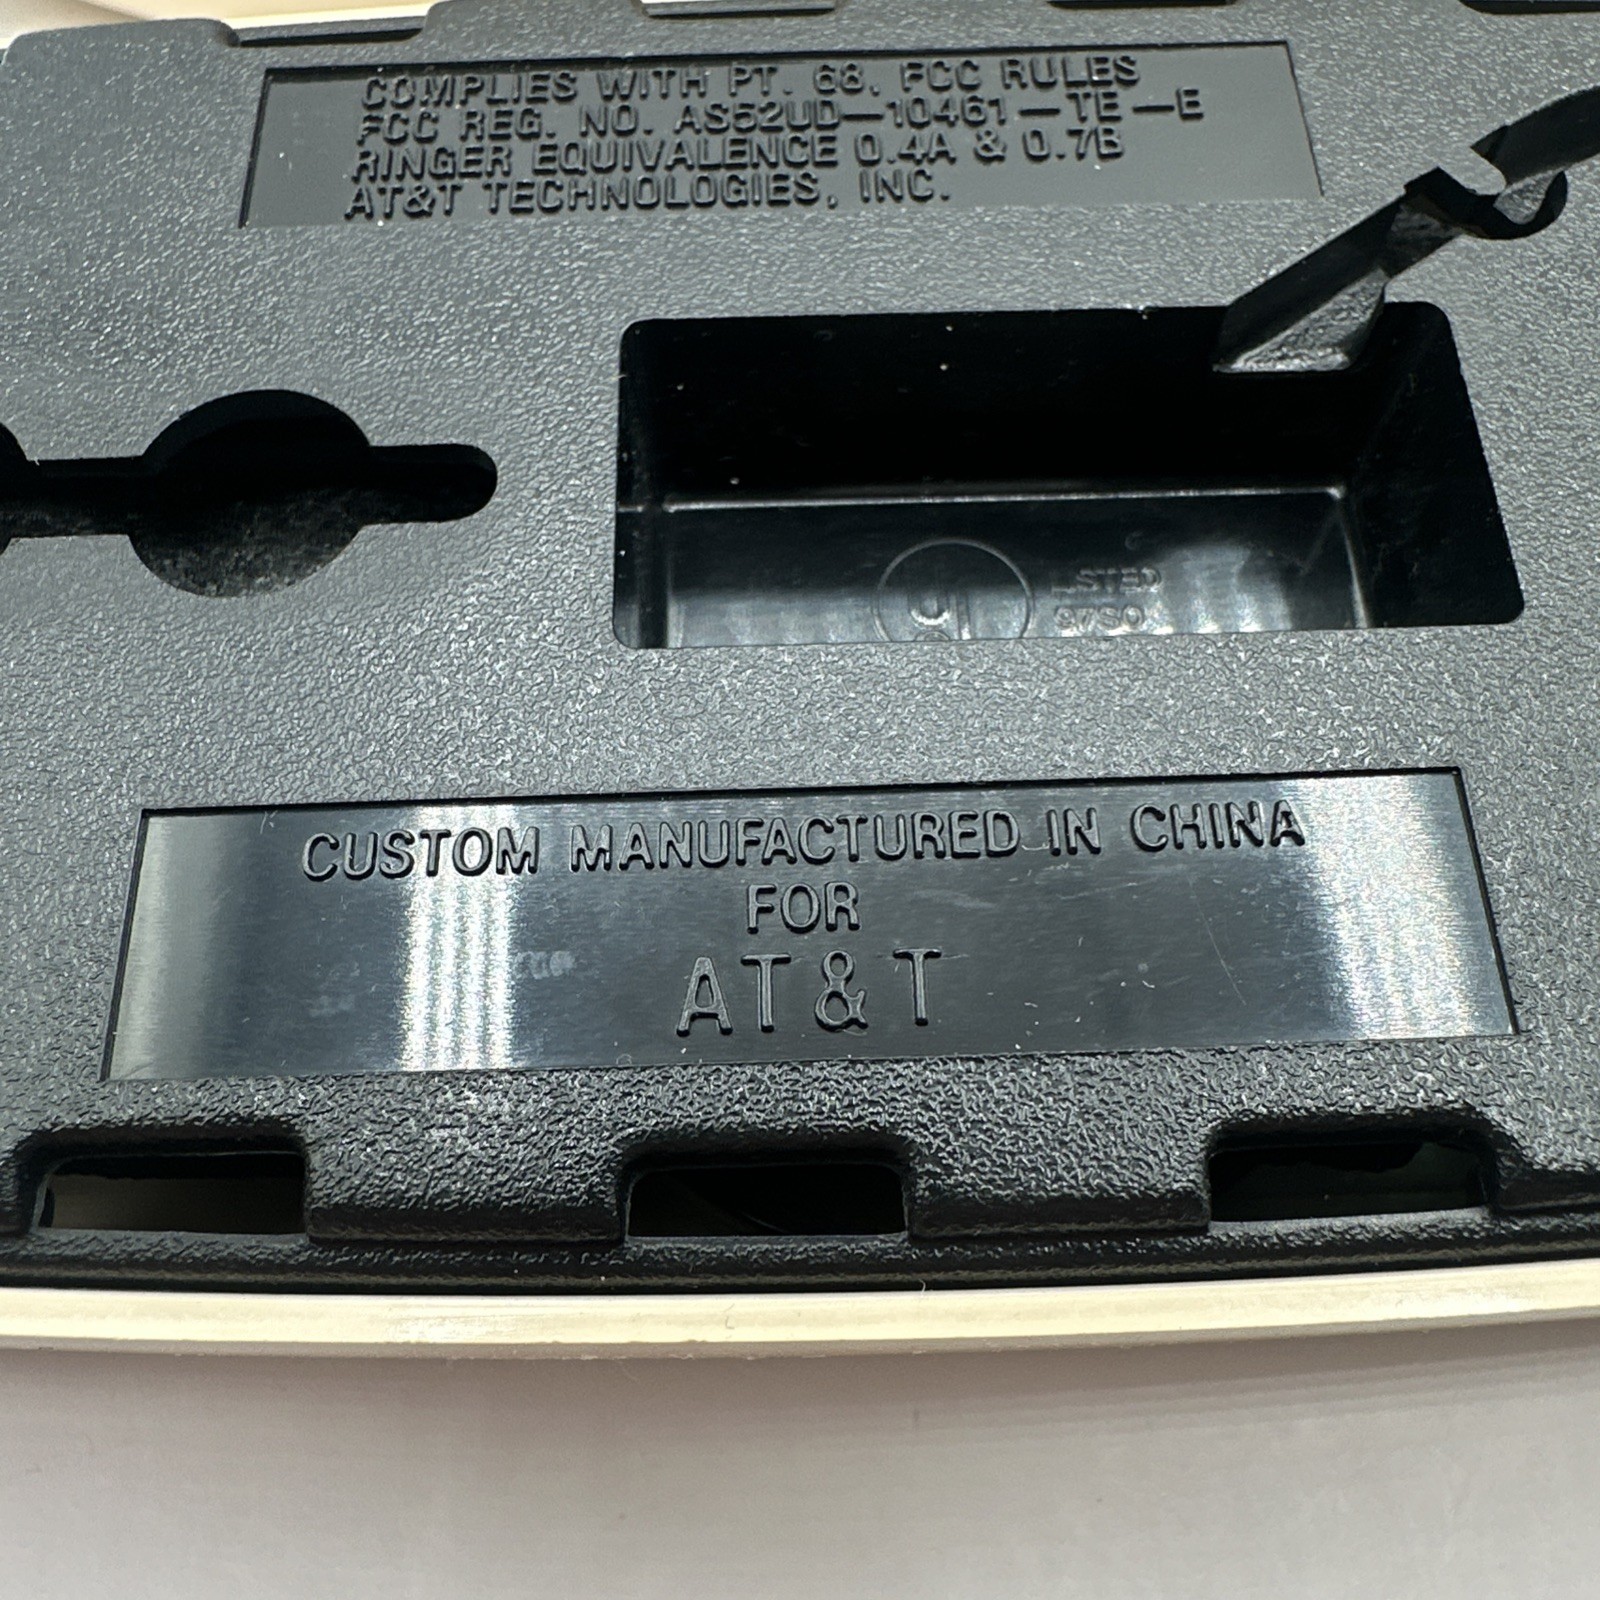 COMPLIES WITH PT. 68, FCC RULES
FCC REG. NO. AS52UD-10461-TE-E
RINGER EQUIVALENCE 0.4A & 0.7B
AT&T TECHNOLOGIES, INC.
UL
LISTED
CUSTOM MANUFACTURED IN CHINA
FOR
AT&T